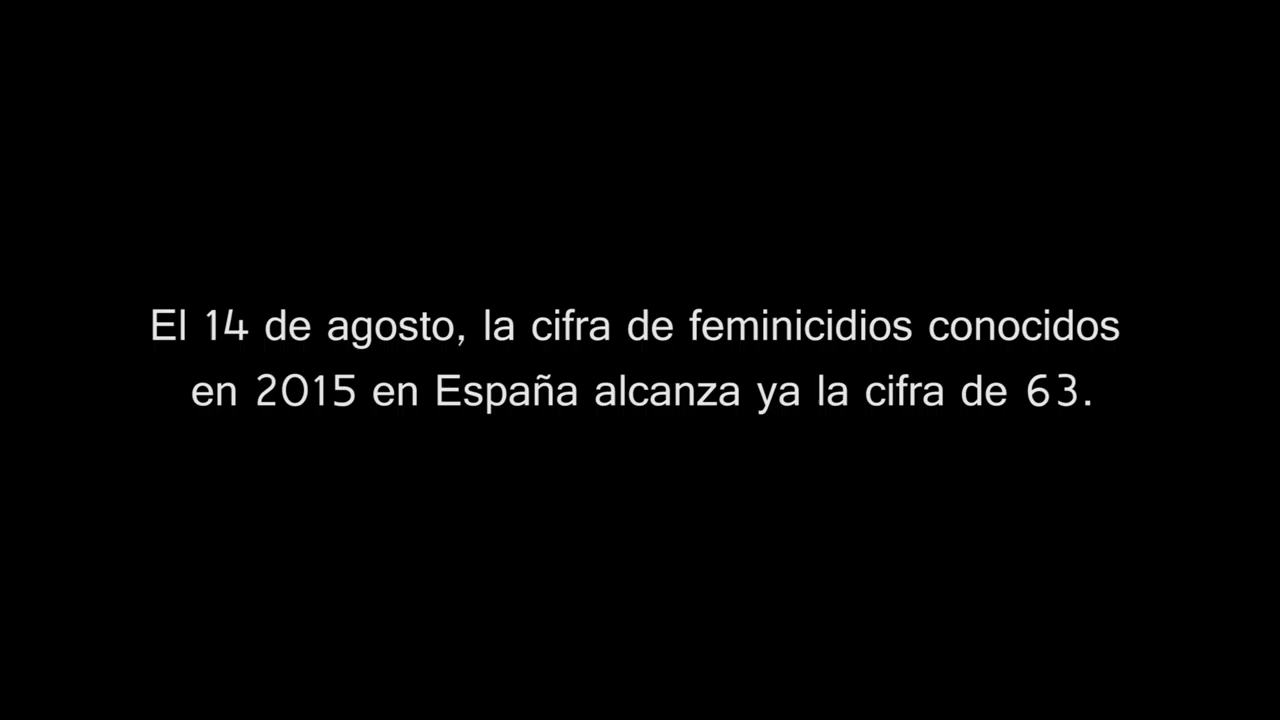 El 14 de agosto, la cifra de feminicidios conocidos
en 2015 en España alcanza ya la cifra de 63.